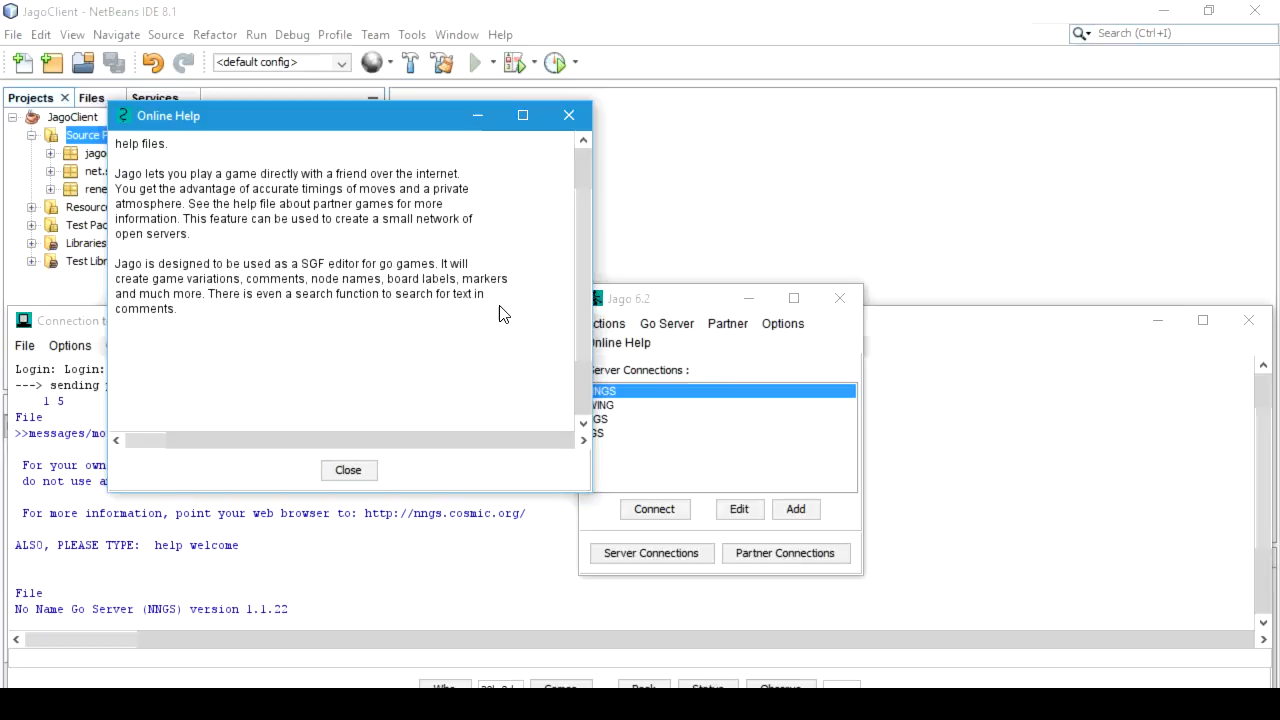 JagoClient - NetBeans IDE 8.1
File Edit View Navigate Source Refactor Run Debug Profile Team Tools Window Help
Search (Ctrl+I)
<default config>
Projects Files Services
JagoClient
Source P
jago
net.s
rene
Resourc
Test Pac
Libraries
Test Libr
Online Help
help files.
Jago lets you play a game directly with a friend over the internet.
You get the advantage of accurate timings of moves and a private
atmosphere. See the help file about partner games for more
information. This feature can be used to create a small network of
open servers.
Jago is designed to be used as a SGF editor for go games. It will
create game variations, comments, node names, board labels, markers
and much more. There is even a search function to search for text in
comments.
Close
Jago 6.2
ctions Go Server Partner Options
Online Help
Server Connections :
NNGS
WING
GS
GS
Connect Edit Add
Server Connections Partner Connections
Connection to
File Options
Login: Login:
---> sending p
1 5
File
>>messages/mo
For your own
do not use a
For more information, point your web browser to: http://nngs.cosmic.org/
ALSO, PLEASE TYPE: help welcome
File
No Name Go Server (NNGS) version 1.1.22
Who Games Peek Status Observe